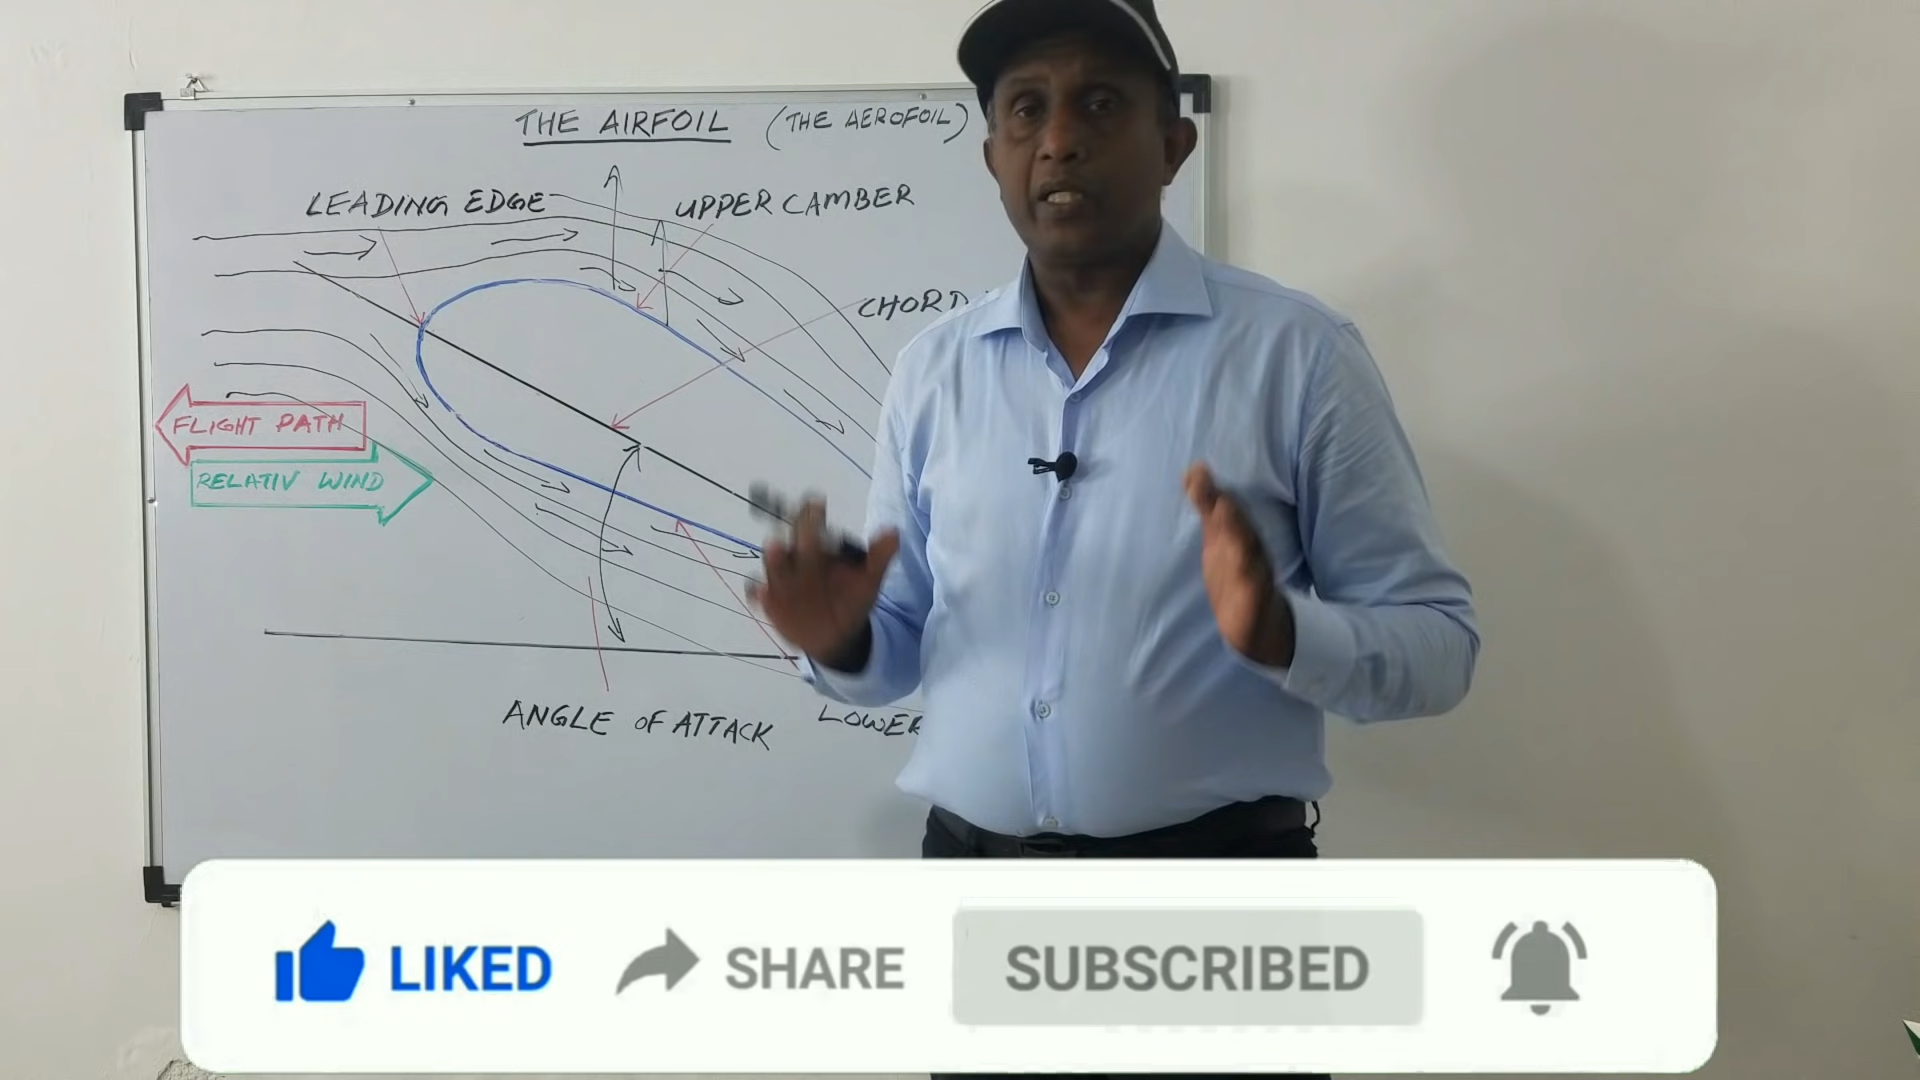 THE AIRFOIL (THE AEROFOIL)
LEADING EDGE
UPPER CAMBER
CHORD
FLIGHT PATH
RELATIV WIND
ANGLE OF ATTACK
LOWER
LIKED
SHARE
SUBSCRIBED